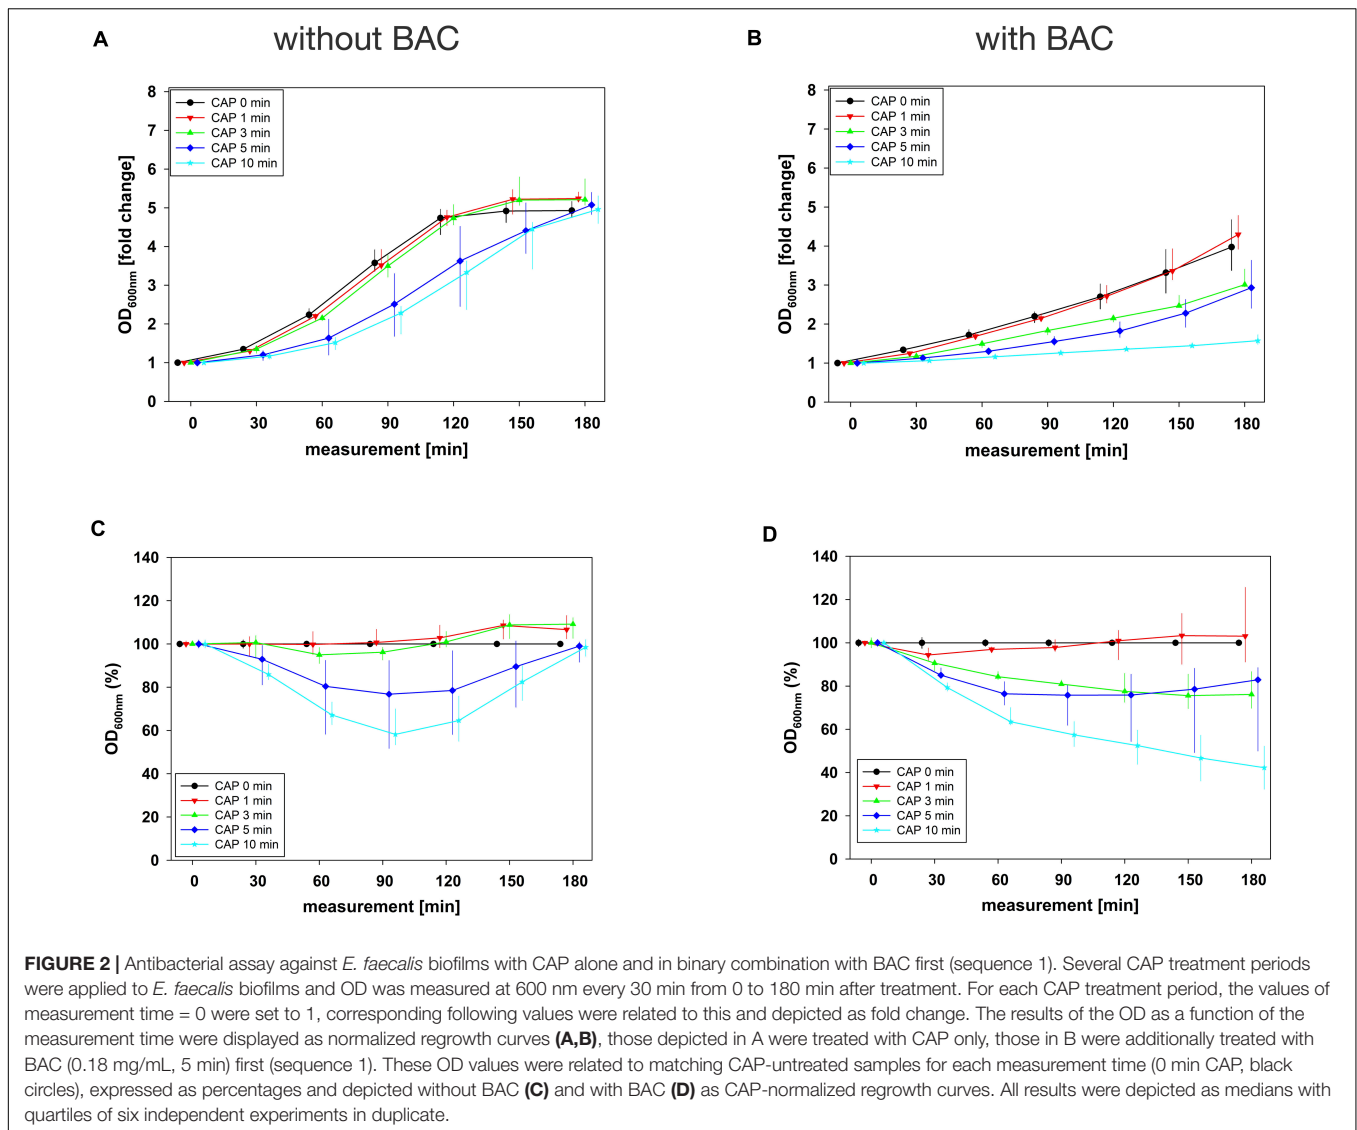 A
without BAC
B
with BAC
CAP 0 min
CAP 1 min
CAP 3 min
CAP 5 min
CAP 10 min
OD600nm [fold change]
8
7
6
5
4
3
2
1
0
0 30 60 90 120 150 180
measurement [min]
CAP 0 min
CAP 1 min
CAP 3 min
CAP 5 min
CAP 10 min
OD600nm [fold change]
8
7
6
5
4
3
2
1
0
0 30 60 90 120 150 180
measurement [min]
C
OD600nm (%)
140
120
100
80
60
40
20
0
CAP 0 min
CAP 1 min
CAP 3 min
CAP 5 min
CAP 10 min
0 30 60 90 120 150 180
measurement [min]
D
OD600nm (%)
140
120
100
80
60
40
20
0
CAP 0 min
CAP 1 min
CAP 3 min
CAP 5 min
CAP 10 min
0 30 60 90 120 150 180
measurement [min]
FIGURE 2 | Antibacterial assay against E. faecalis biofilms with CAP alone and in binary combination with BAC first (sequence 1). Several CAP treatment periods
were applied to E. faecalis biofilms and OD was measured at 600 nm every 30 min from 0 to 180 min after treatment. For each CAP treatment period, the values of
measurement time = 0 were set to 1, corresponding following values were related to this and depicted as fold change. The results of the OD as a function of the
measurement time were displayed as normalized regrowth curves (A,B), those depicted in A were treated with CAP only, those in B were additionally treated with
BAC (0.18 mg/mL, 5 min) first (sequence 1). These OD values were related to matching CAP-untreated samples for each measurement time (0 min CAP, black
circles), expressed as percentages and depicted without BAC (C) and with BAC (D) as CAP-normalized regrowth curves. All results were depicted as medians with
quartiles of six independent experiments in duplicate.